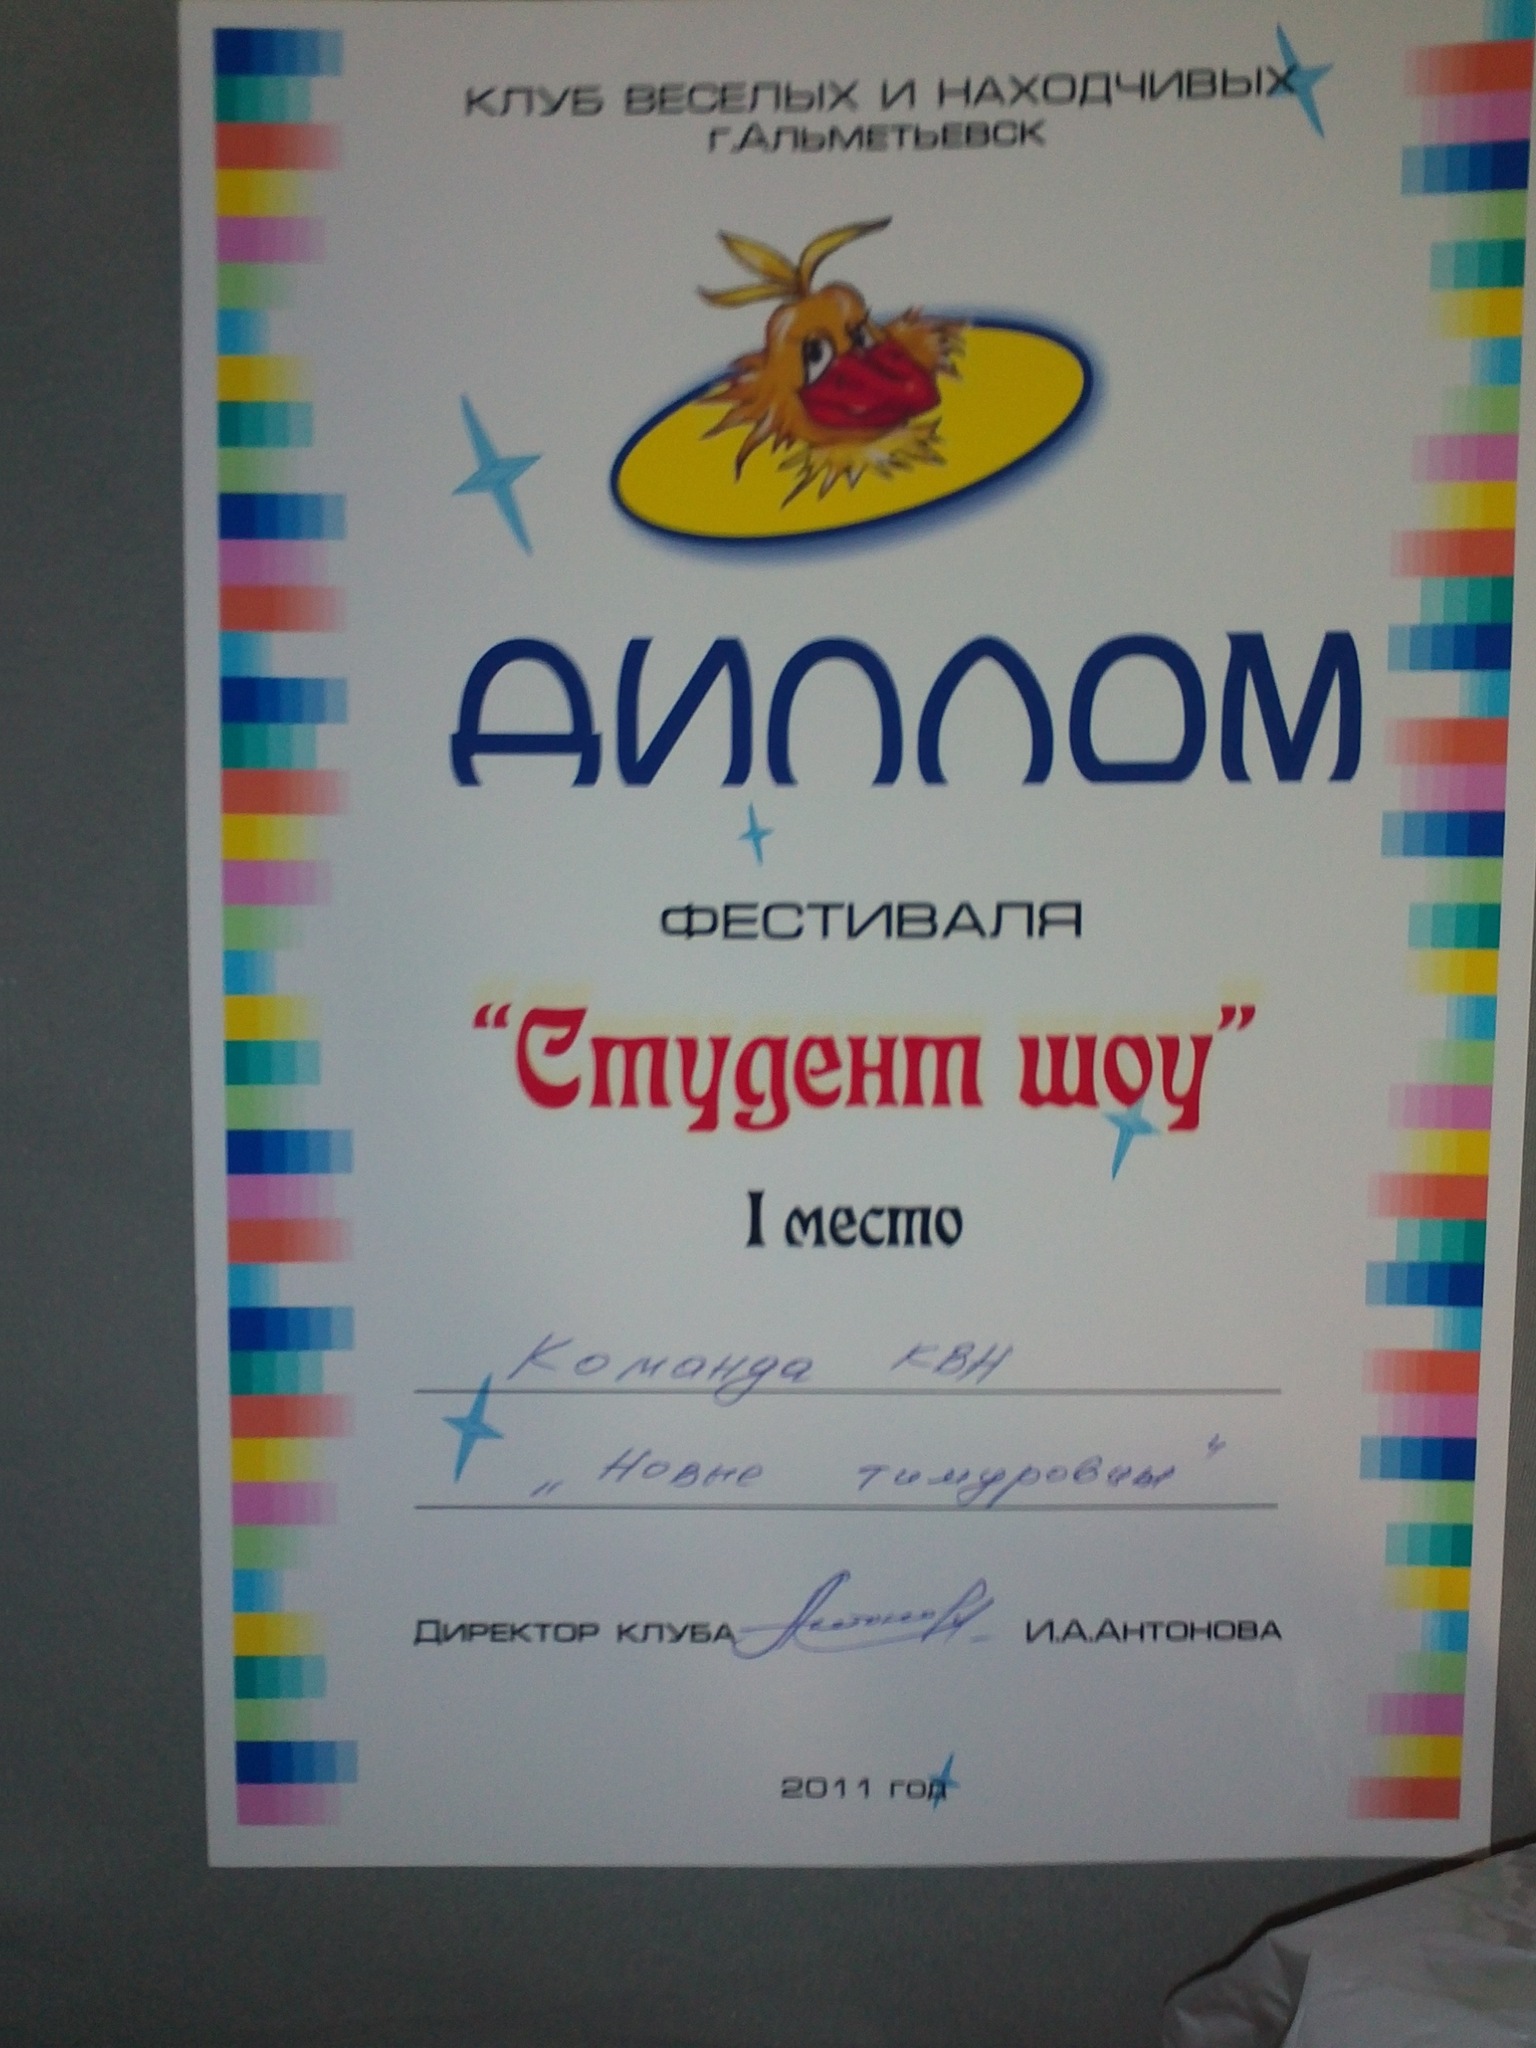 КЛУБ ВЕСЕЛЫХ И НАХОДЧИВЫХ
г.Альметьевск
ДИПЛОМ
ФЕСТИВАЛЯ
“Студент шоу”
I место
Команда КВН
„Новые тимуровцы“
Директор клуба И.А.Антонова
2011 год